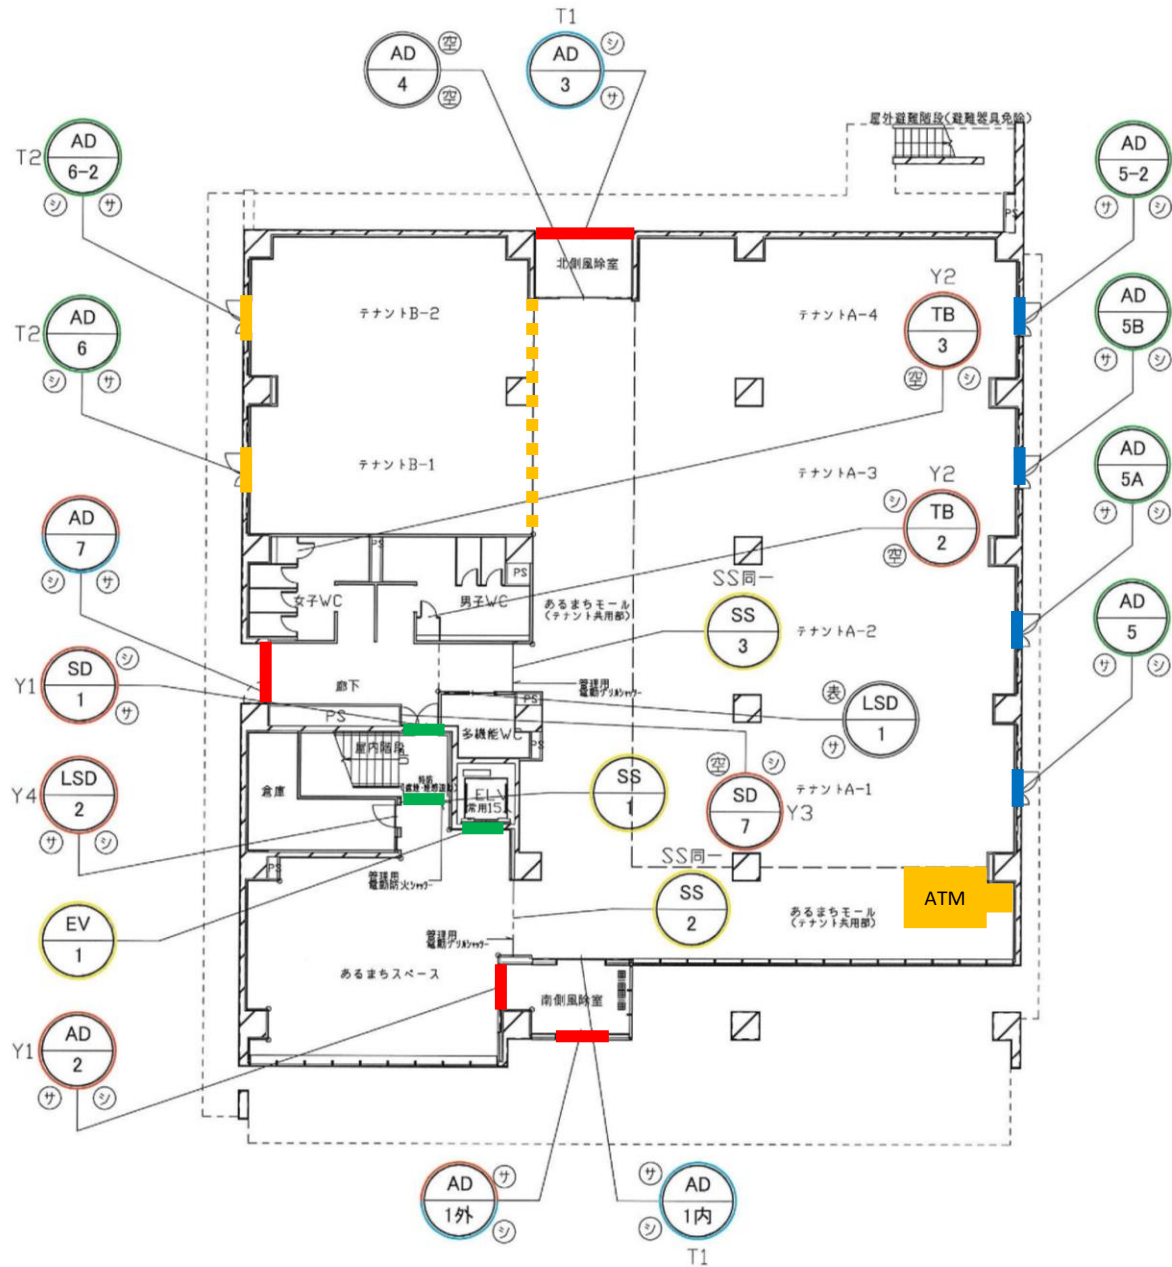 T1
AD
4
空
空
AD
3
シ
サ
屋外避難階段(避難器具免除)
T2
AD
6-2
シ
サ
AD
5-2
サ
シ
PS
北側風除室
テナントB-2
テナントA-4
Y2
TB
3
空
シ
AD
5B
サ
シ
T2
AD
6
シ
サ
テナントB-1
テナントA-3
AD
5A
サ
シ
Y2
TB
2
シ
空
AD
7
シ
サ
PS
PS
女子WC
男子WC
あるまちモール
(テナント共用部)
SS同一
SS
3
テナントA-2
AD
5
サ
シ
Y1
SD
1
シ
サ
廊下
管理用
電動グリルシャッター
PS
PS
表
LSD
1
サ
多機能WC
PS
屋内階段
倉庫
ELV
常用15人
SS
1
空
シ
SD
7
Y3
テナントA-1
Y4
LSD
2
サ
シ
PS
管理用
電動防火シャッター
SS同一
SS
2
ATM
あるまちモール
(テナント共用部)
EV
1
管理用
電動グリルシャッター
あるまちスペース
南側風除室
Y1
AD
2
サ
シ
AD
1外
サ
シ
サ
シ
AD
1内
T1